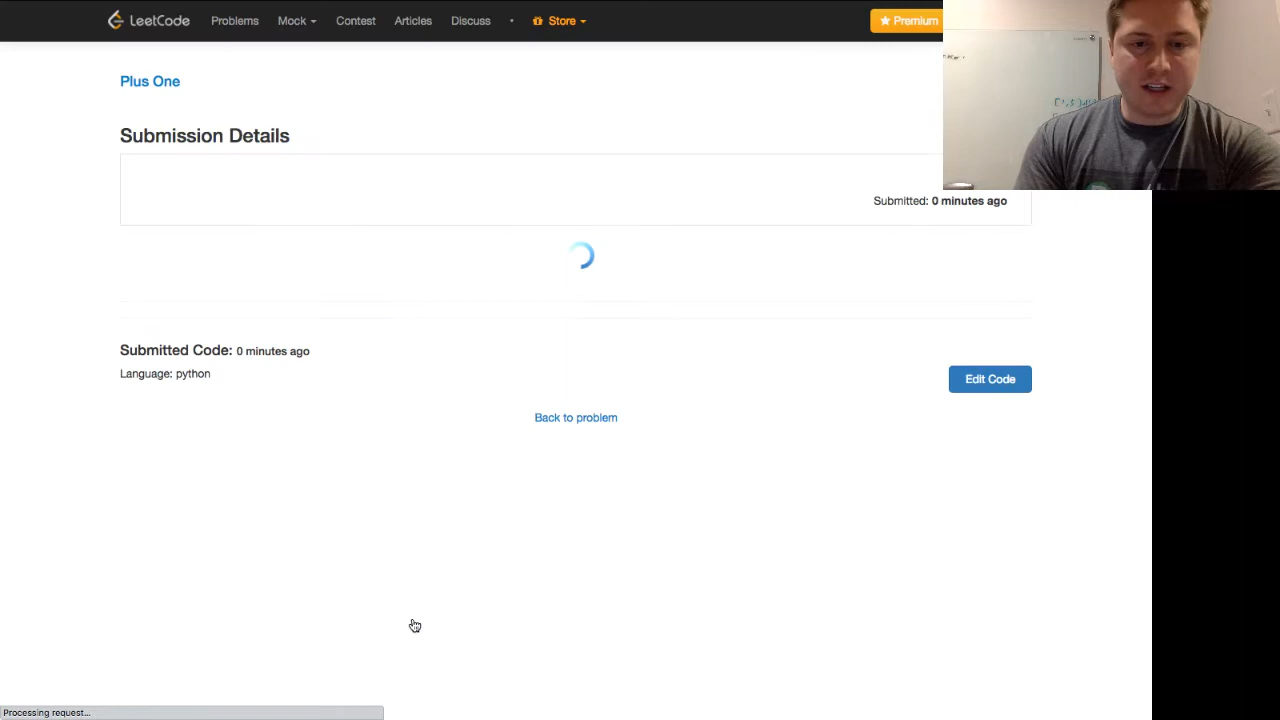 LeetCode Problems Mock Contest Articles Discuss • Store Premium
Plus One
Submission Details
Submitted: 0 minutes ago
Submitted Code: 0 minutes ago
Language: python
Edit Code
Back to problem
Processing request...